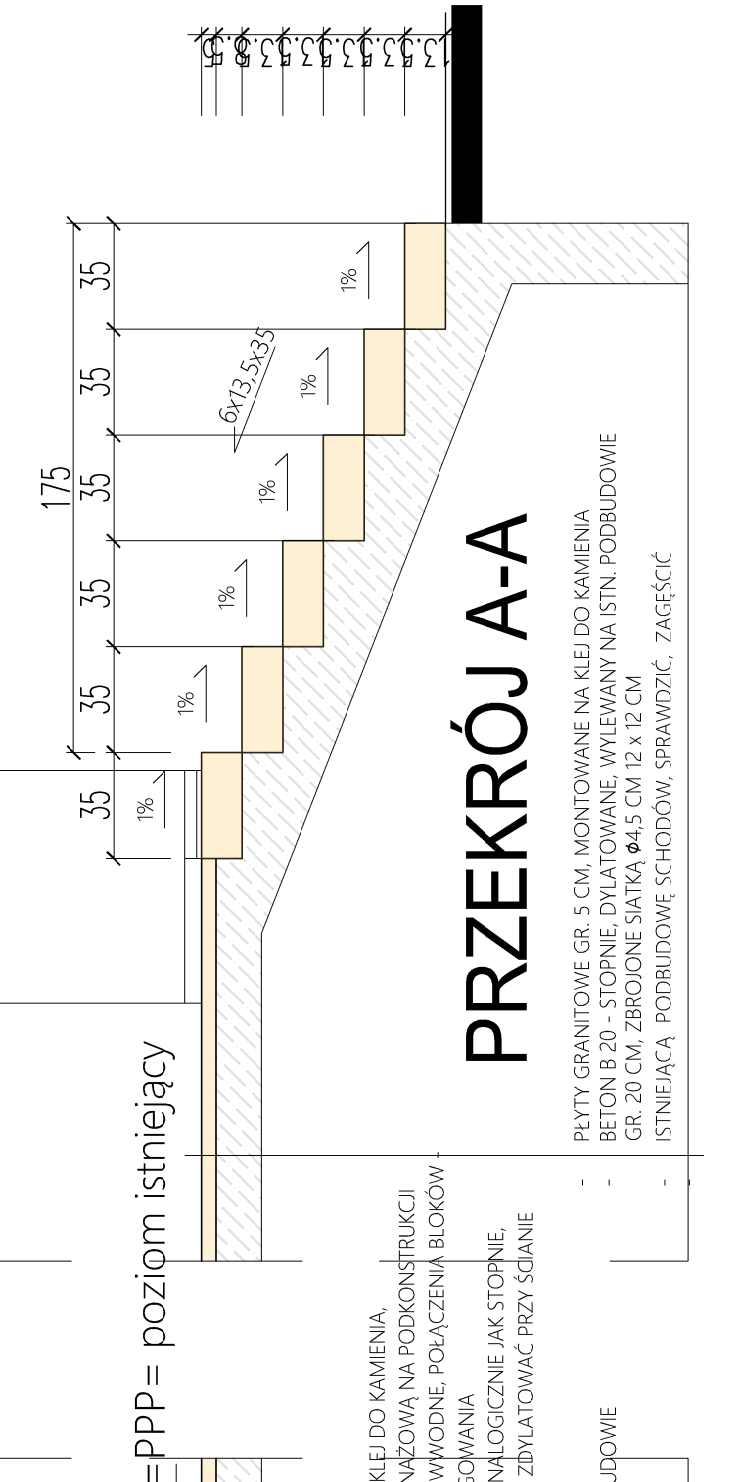 175
35
35
35
35
35
35
1%
1%
1%
1%
1%
1%
6x13,5x35
=PPP= poziom istniejący
PRZEKRÓJ A-A
- PŁYTY GRANITOWE GR. 5 CM, MONTOWANE NA KLEJ DO KAMIENIA
- BETON B 20 - STOPNIE, DYLATOWANE, WYLEWANY NA ISTN. PODBUDOWIE
GR. 20 CM, ZBROJONE SIATKĄ ø4,5 CM 12 x 12 CM
- ISTNIEJĄCĄ PODBUDOWĘ SCHODÓW, SPRAWDZIĆ, ZAGĘŚCIĆ
KLEJ DO KAMIENIA,
NAŻOWĄ NA PODKONSTRUKCJI
WWODNE, POŁĄCZENIA BLOKÓW
GOWANIA
NALOGICZNIE JAK STOPNIE,
ZDYLATOWAĆ PRZY ŚCIANIE
UDOWIE